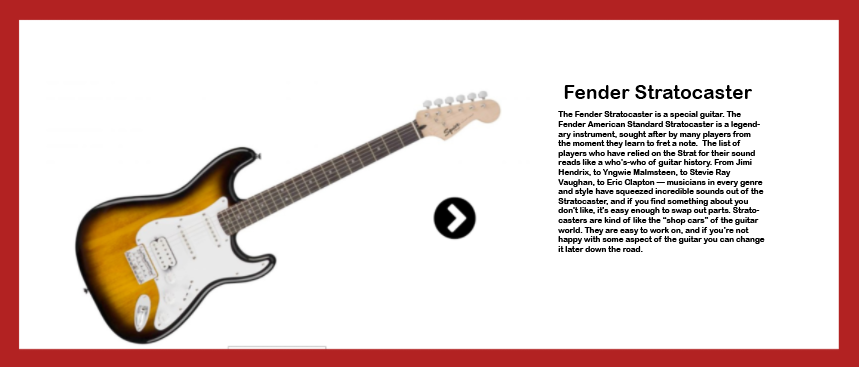 Fender Stratocaster
The Fender Stratocaster is a special guitar. The
Fender American Standard Stratocaster is a legend-
ary instrument, sought after by many players from
the moment they learn to fret a note.  The list of
players who have relied on the Strat for their sound
reads like a who's-who of guitar history. From Jimi
Hendrix, to Yngwie Malmsteen, to Stevie Ray
Vaughan, to Eric Clapton — musicians in every genre
and style have squeezed incredible sounds out of the
Stratocaster, and if you find something about you
don't like, it's easy enough to swap out parts. Strato-
casters are kind of like the "shop cars" of the guitar
world. They are easy to work on, and if you're not
happy with some aspect of the guitar you can change
it later down the road.
Squier